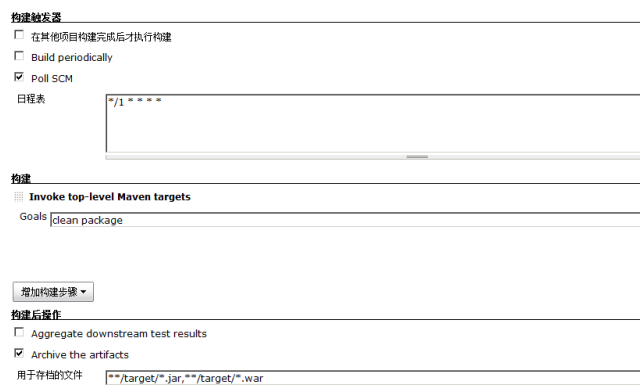 构建触发器
在其他项目构建完成后才执行构建
Build periodically
Poll SCM
日程表
*/1 * * * *
构建
Invoke top-level Maven targets
Goals clean package
增加构建步骤
构建后操作
Aggregate downstream test results
Archive the artifacts
用于存档的文件 **/target/*.jar,**/target/*.war